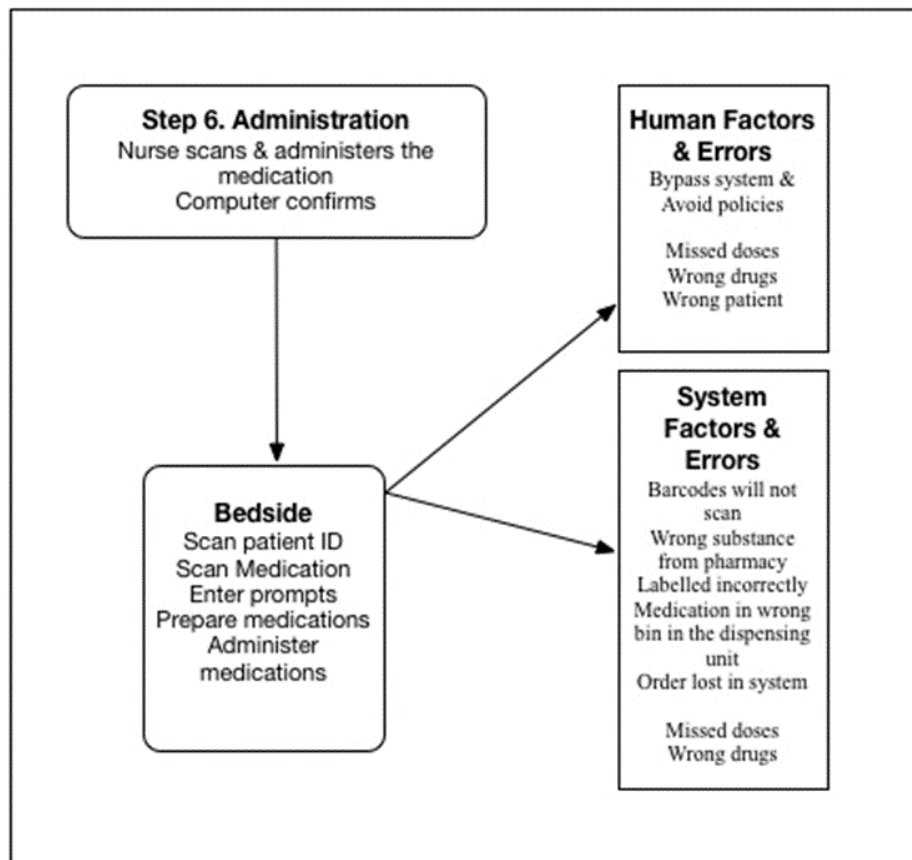 Step 6. Administration
Nurse scans & administers the
medication
Computer confirms
Bedside
Scan patient ID
Scan Medication
Enter prompts
Prepare medications
Administer
medications
Human Factors
& Errors
Bypass system &
Avoid policies
Missed doses
Wrong drugs
Wrong patient
System
Factors &
Errors
Barcodes will not
scan
Wrong substance
from pharmacy
Labelled incorrectly
Medication in wrong
bin in the dispensing
unit
Order lost in system
Missed doses
Wrong drugs